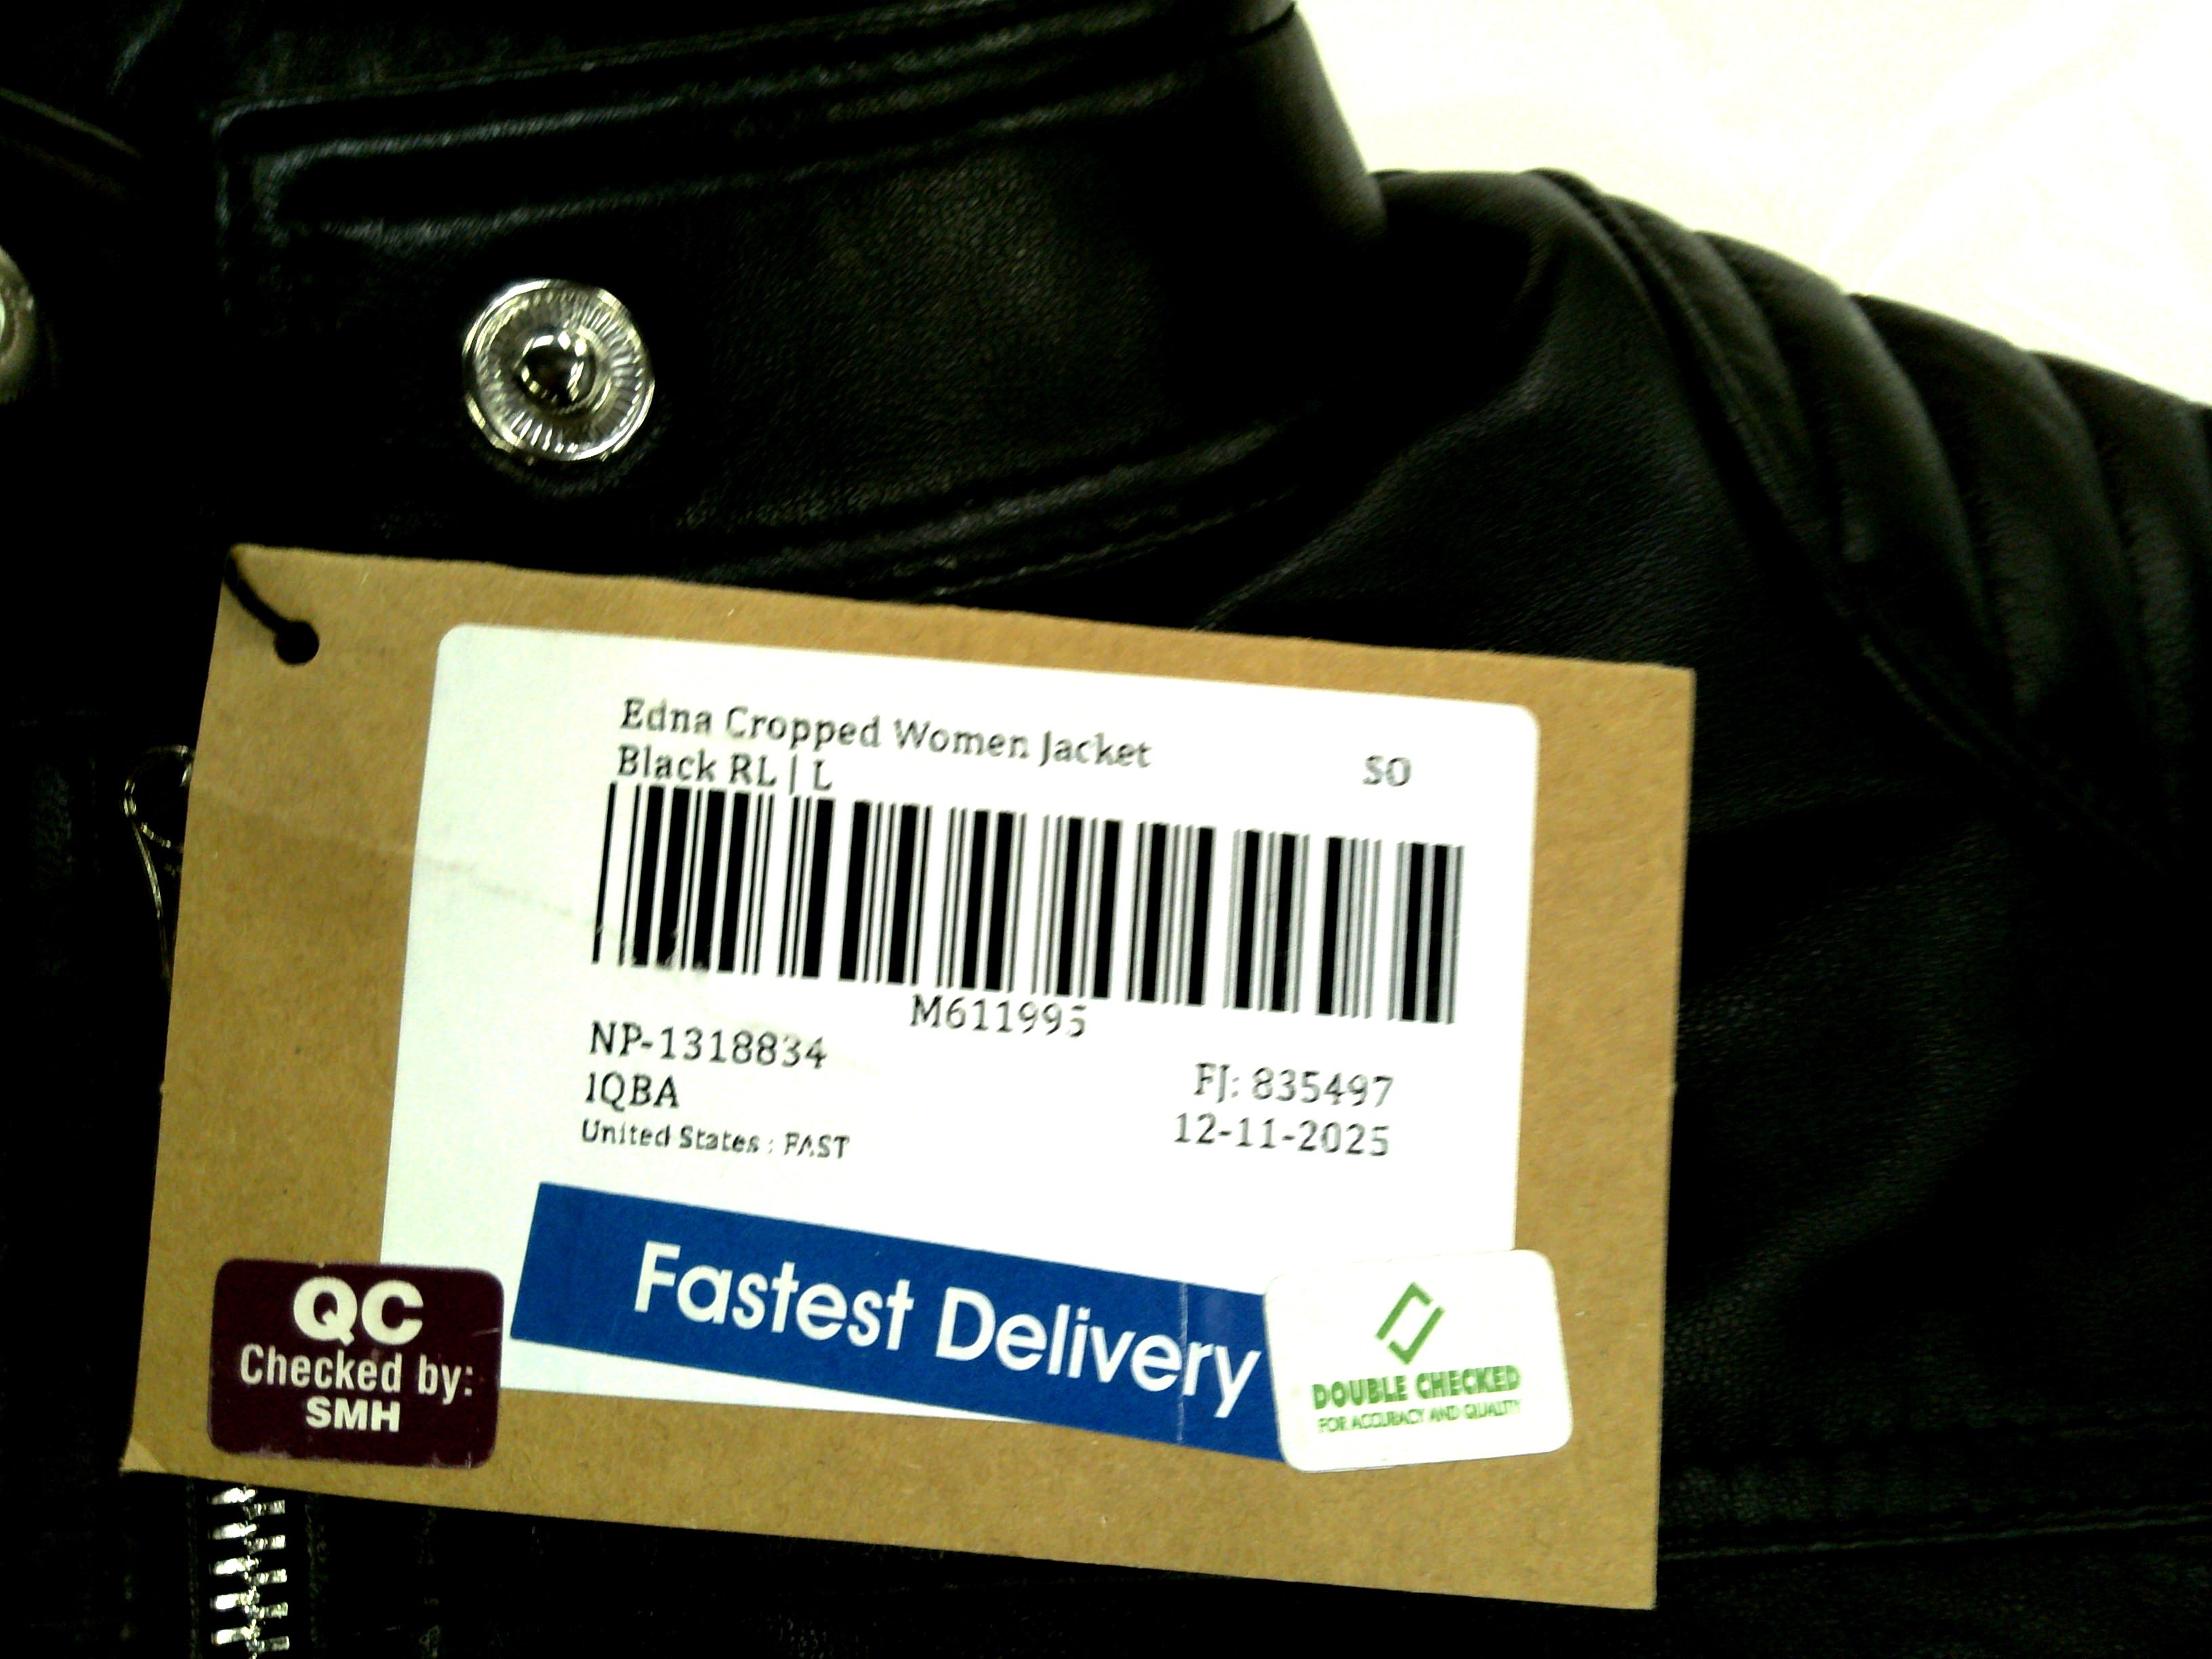 Edna Cropped Women Jacket
Black RL | L
SO
M611995
NP-1318834
IQBA
United States : FAST
FJ: 835497
12-11-2025
Fastest Delivery
QC
Checked by:
SMH
DOUBLE CHECKED
FOR ACCURACY AND QUALITY